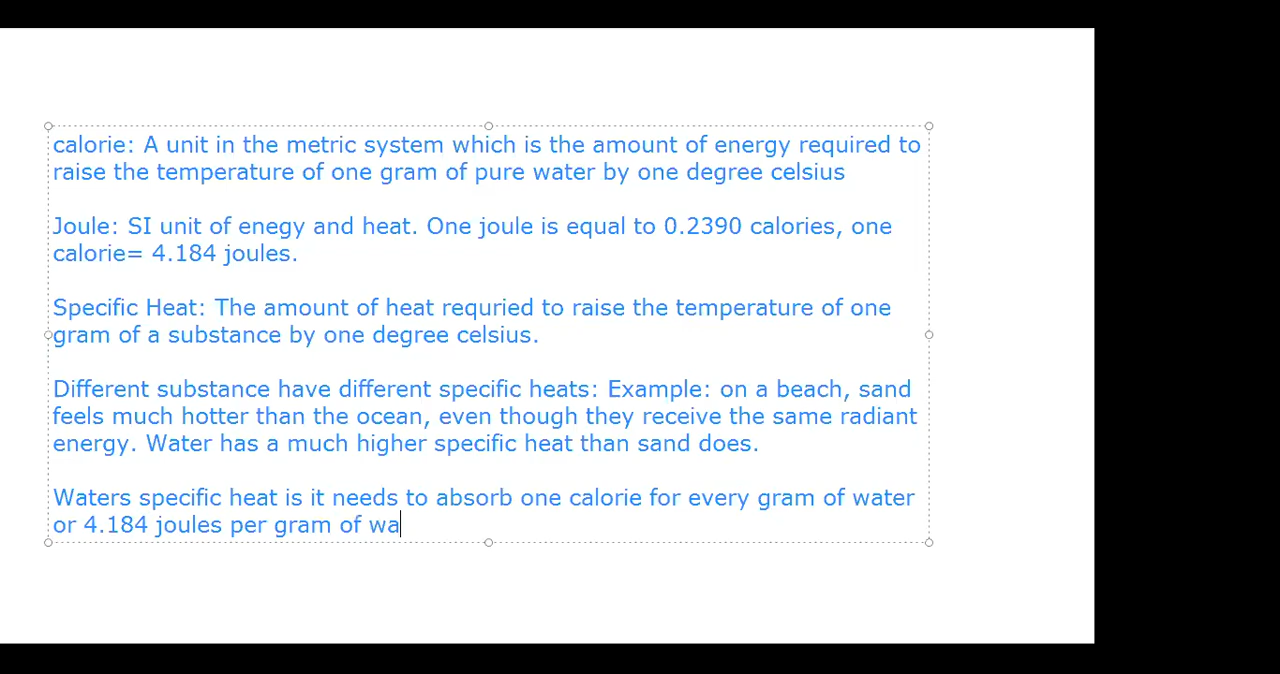 calorie: A unit in the metric system which is the amount of energy required to
raise the temperature of one gram of pure water by one degree celsius
Joule: SI unit of enegy and heat. One joule is equal to 0.2390 calories, one
calorie= 4.184 joules.
Specific Heat: The amount of heat requried to raise the temperature of one
gram of a substance by one degree celsius.
Different substance have different specific heats: Example: on a beach, sand
feels much hotter than the ocean, even though they receive the same radiant
energy. Water has a much higher specific heat than sand does.
Waters specific heat is it needs to absorb one calorie for every gram of water
or 4.184 joules per gram of wa